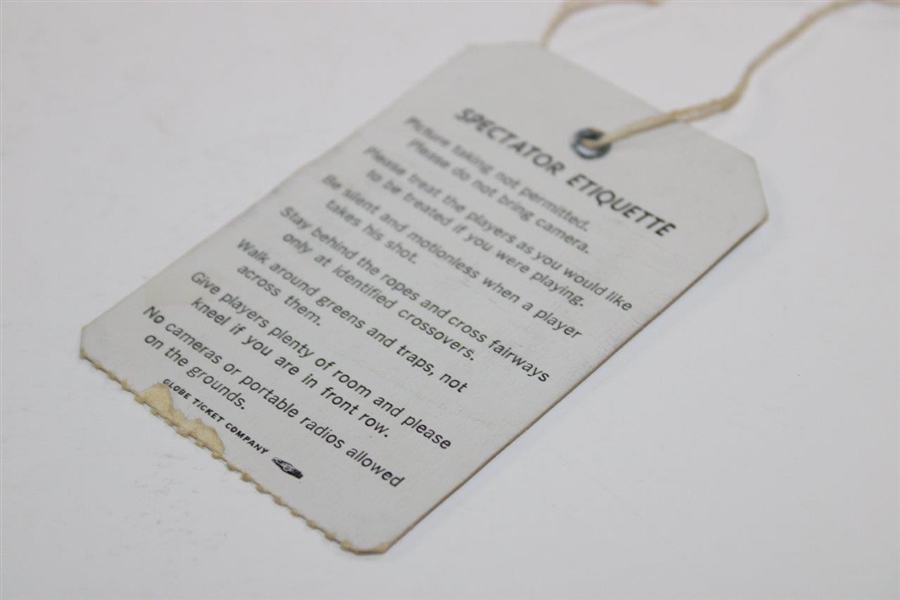 SPECTATOR ETIQUETTE
Picture taking not permitted.
Please do not bring camera.
Please treat the players as you would like
to be treated if you were playing.
Be silent and motionless when a player
takes his shot.
Stay behind the ropes and cross fairways
only at identified crossovers.
Walk around greens and traps, not
across them.
Give players plenty of room and please
kneel if you are in front row.
No cameras or portable radios allowed
on the grounds.
GLOBE TICKET COMPANY